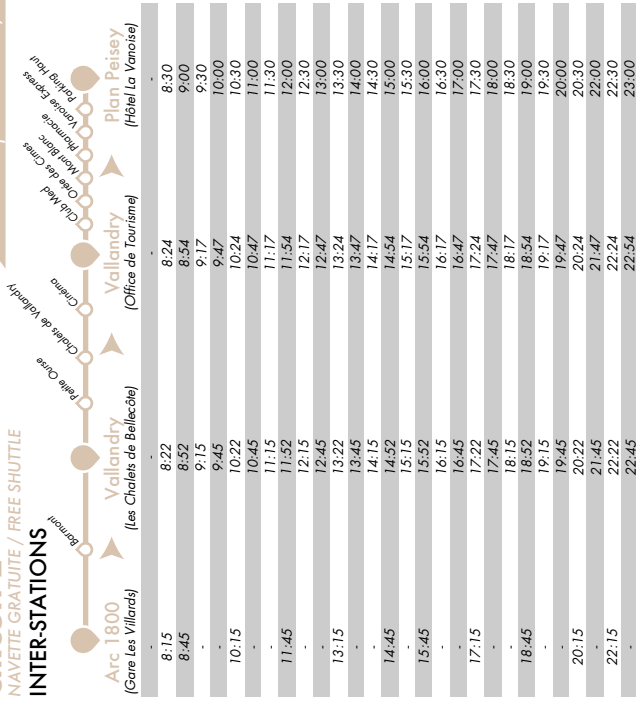 NAVETTE GRATUITE / FREE SHUTTLE
INTER-STATIONS
Barmont
Petite Ourse
Chalets de Vallandry
Cinéma
Club Med
Orée des Cimes
Mont Blanc
Pharmacie
Vanoise Express
Parking Haut
Arc 1800 Vallandry Vallandry Plan Peisey
(Gare Les Villards) (Les Chalets de Bellecôte) (Office de Tourisme) (Hôtel La Vanoise)
- - - -
8:15 8:22 8:24 8:30
8:45 8:52 8:54 9:00
- 9:15 9:17 9:30
- 9:45 9:47 10:00
10:15 10:22 10:24 10:30
- 10:45 10:47 11:00
- 11:15 11:17 11:30
11:45 11:52 11:54 12:00
- 12:15 12:17 12:30
- 12:45 12:47 13:00
13:15 13:22 13:24 13:30
- 13:45 13:47 14:00
- 14:15 14:17 14:30
14:45 14:52 14:54 15:00
- 15:15 15:17 15:30
15:45 15:52 15:54 16:00
- 16:15 16:17 16:30
- 16:45 16:47 17:00
17:15 17:22 17:24 17:30
- 17:45 17:47 18:00
- 18:15 18:17 18:30
18:45 18:52 18:54 19:00
- 19:15 19:17 19:30
- 19:45 19:47 20:00
20:15 20:22 20:24 20:30
- 21:45 21:47 22:00
22:15 22:22 22:24 22:30
- 22:45 22:54 23:00